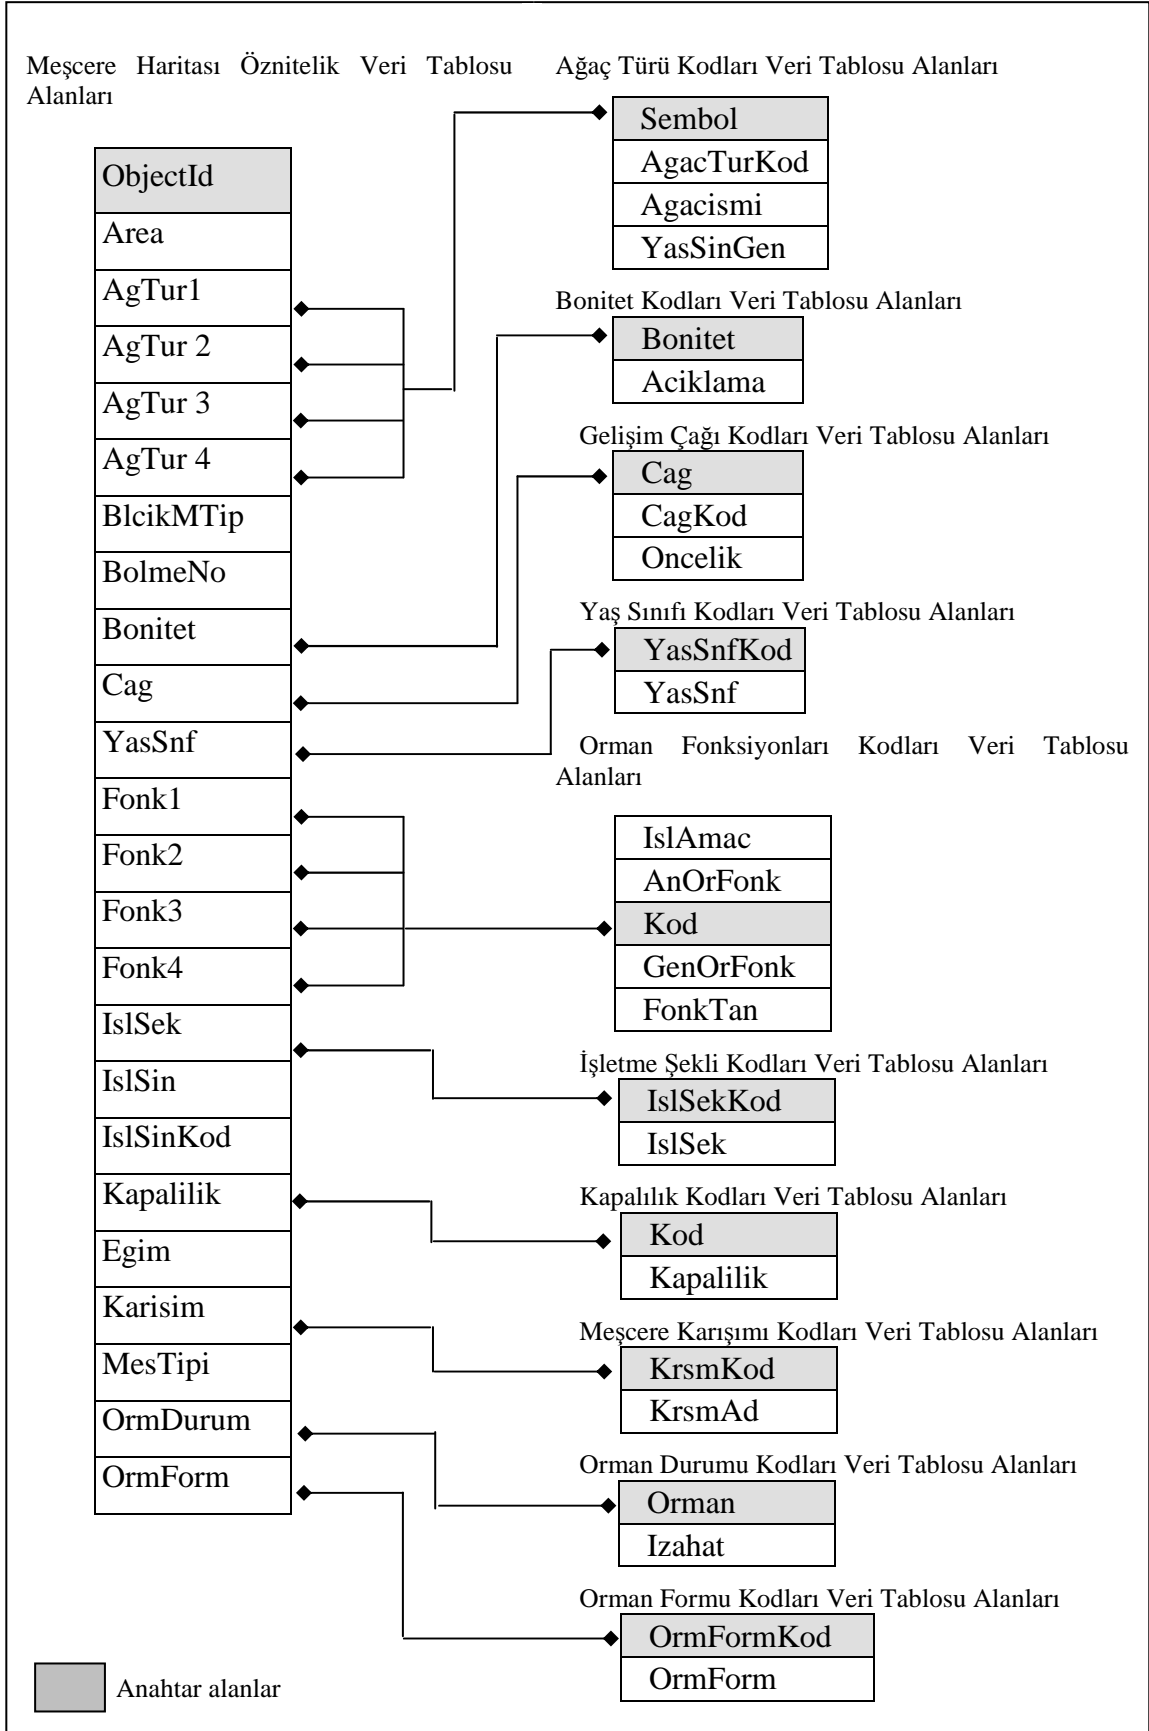 Meşcere Haritası Öznitelik Veri Tablosu
Alanları
ObjectId
Area
AgTur1
AgTur 2
AgTur 3
AgTur 4
BlcikMTip
BolmeNo
Bonitet
Cag
YasSnf
Fonk1
Fonk2
Fonk3
Fonk4
IslSek
IslSin
IslSinKod
Kapalilik
Egim
Karisim
MesTipi
OrmDurum
OrmForm
Ağaç Türü Kodları Veri Tablosu Alanları
Sembol
AgacTurKod
Agacismi
YasSinGen
Bonitet Kodları Veri Tablosu Alanları
Bonitet
Aciklama
Gelişim Çağı Kodları Veri Tablosu Alanları
Cag
CagKod
Oncelik
Yaş Sınıfı Kodları Veri Tablosu Alanları
YasSnfKod
YasSnf
Orman Fonksiyonları Kodları Veri Tablosu
Alanları
IslAmac
AnOrFonk
Kod
GenOrFonk
FonkTan
İşletme Şekli Kodları Veri Tablosu Alanları
IslSekKod
IslSek
Kapalılık Kodları Veri Tablosu Alanları
Kod
Kapalilik
Meşcere Karışımı Kodları Veri Tablosu Alanları
KrsmKod
KrsmAd
Orman Durumu Kodları Veri Tablosu Alanları
Orman
Izahat
Orman Formu Kodları Veri Tablosu Alanları
OrmFormKod
OrmForm
Anahtar alanlar